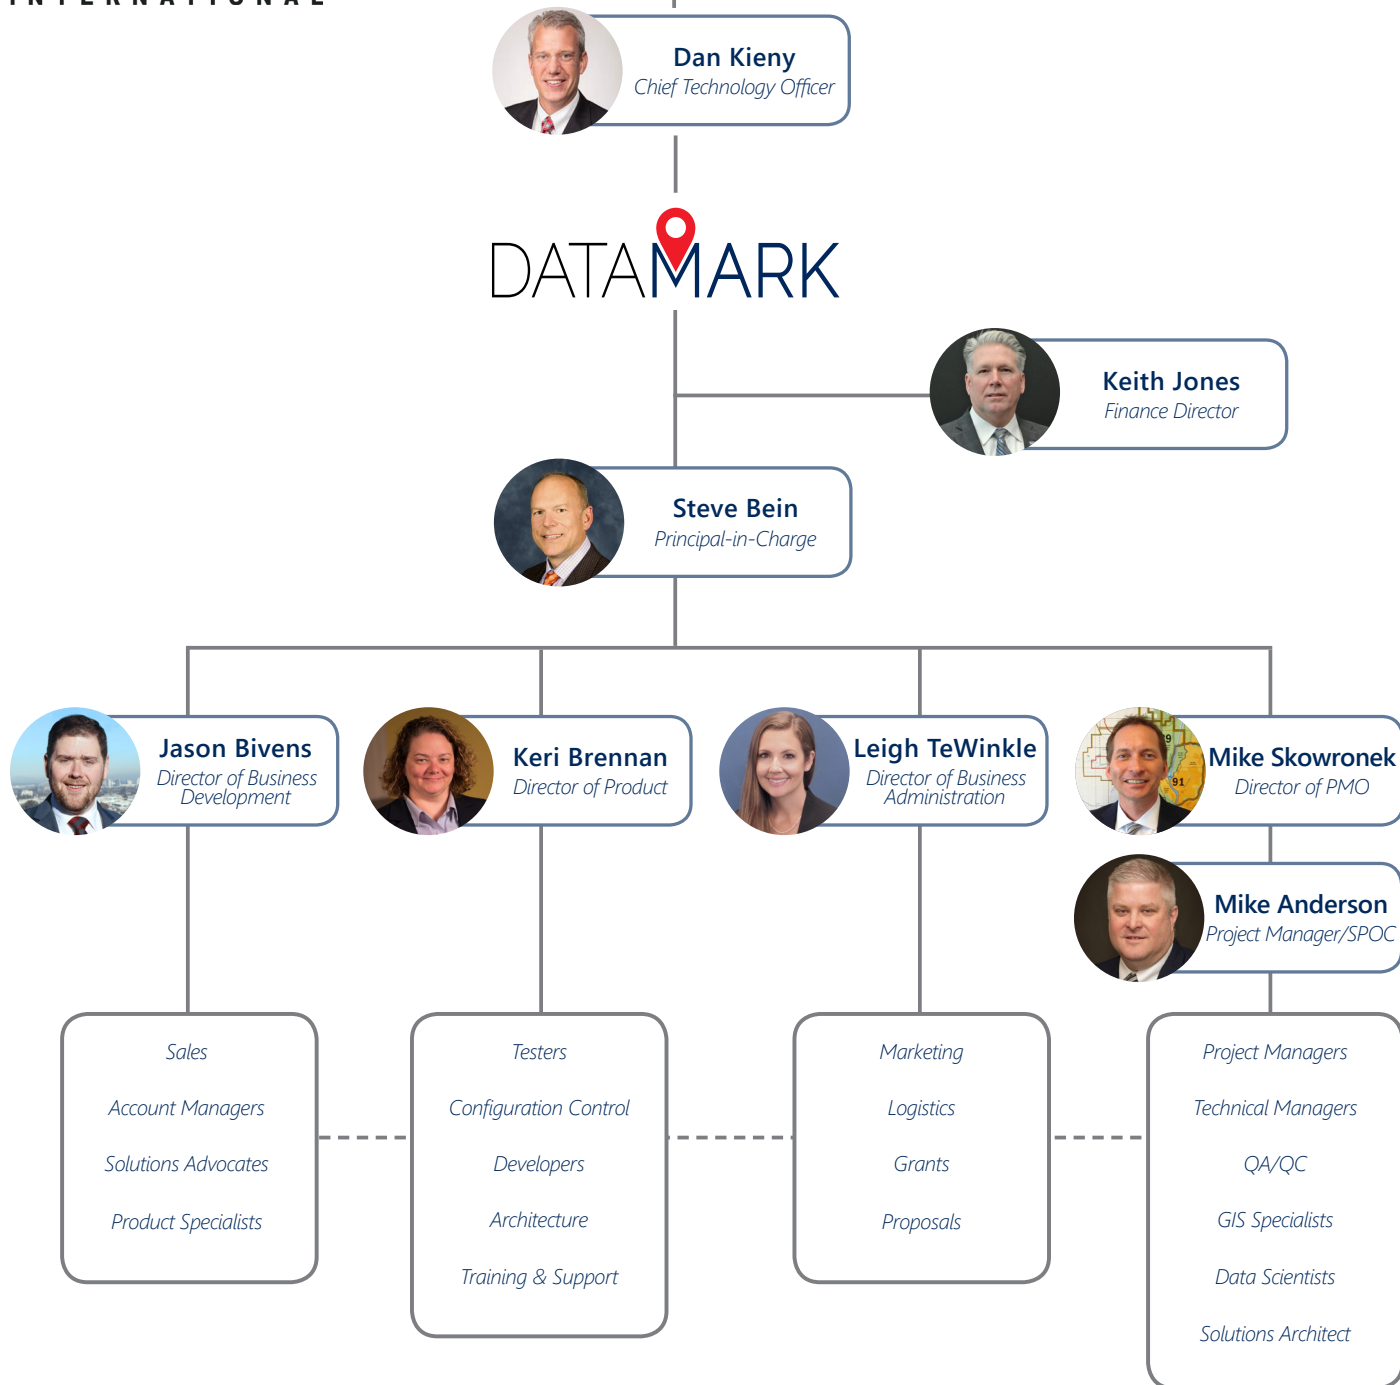 INTERNATIONAL
Dan Kieny
Chief Technology Officer
DATAMARK
Keith Jones
Finance Director
Steve Bein
Principal-in-Charge
Jason Bivens
Director of Business
Development
Keri Brennan
Director of Product
Leigh TeWinkle
Director of Business
Administration
39
91
Mike Skowronek
Director of PMO
Mike Anderson
Project Manager/SPOC
Sales
Account Managers
Solutions Advocates
Product Specialists
Testers
Configuration Control
Developers
Architecture
Training & Support
Marketing
Logistics
Grants
Proposals
Project Managers
Technical Managers
QA/QC
GIS Specialists
Data Scientists
Solutions Architect